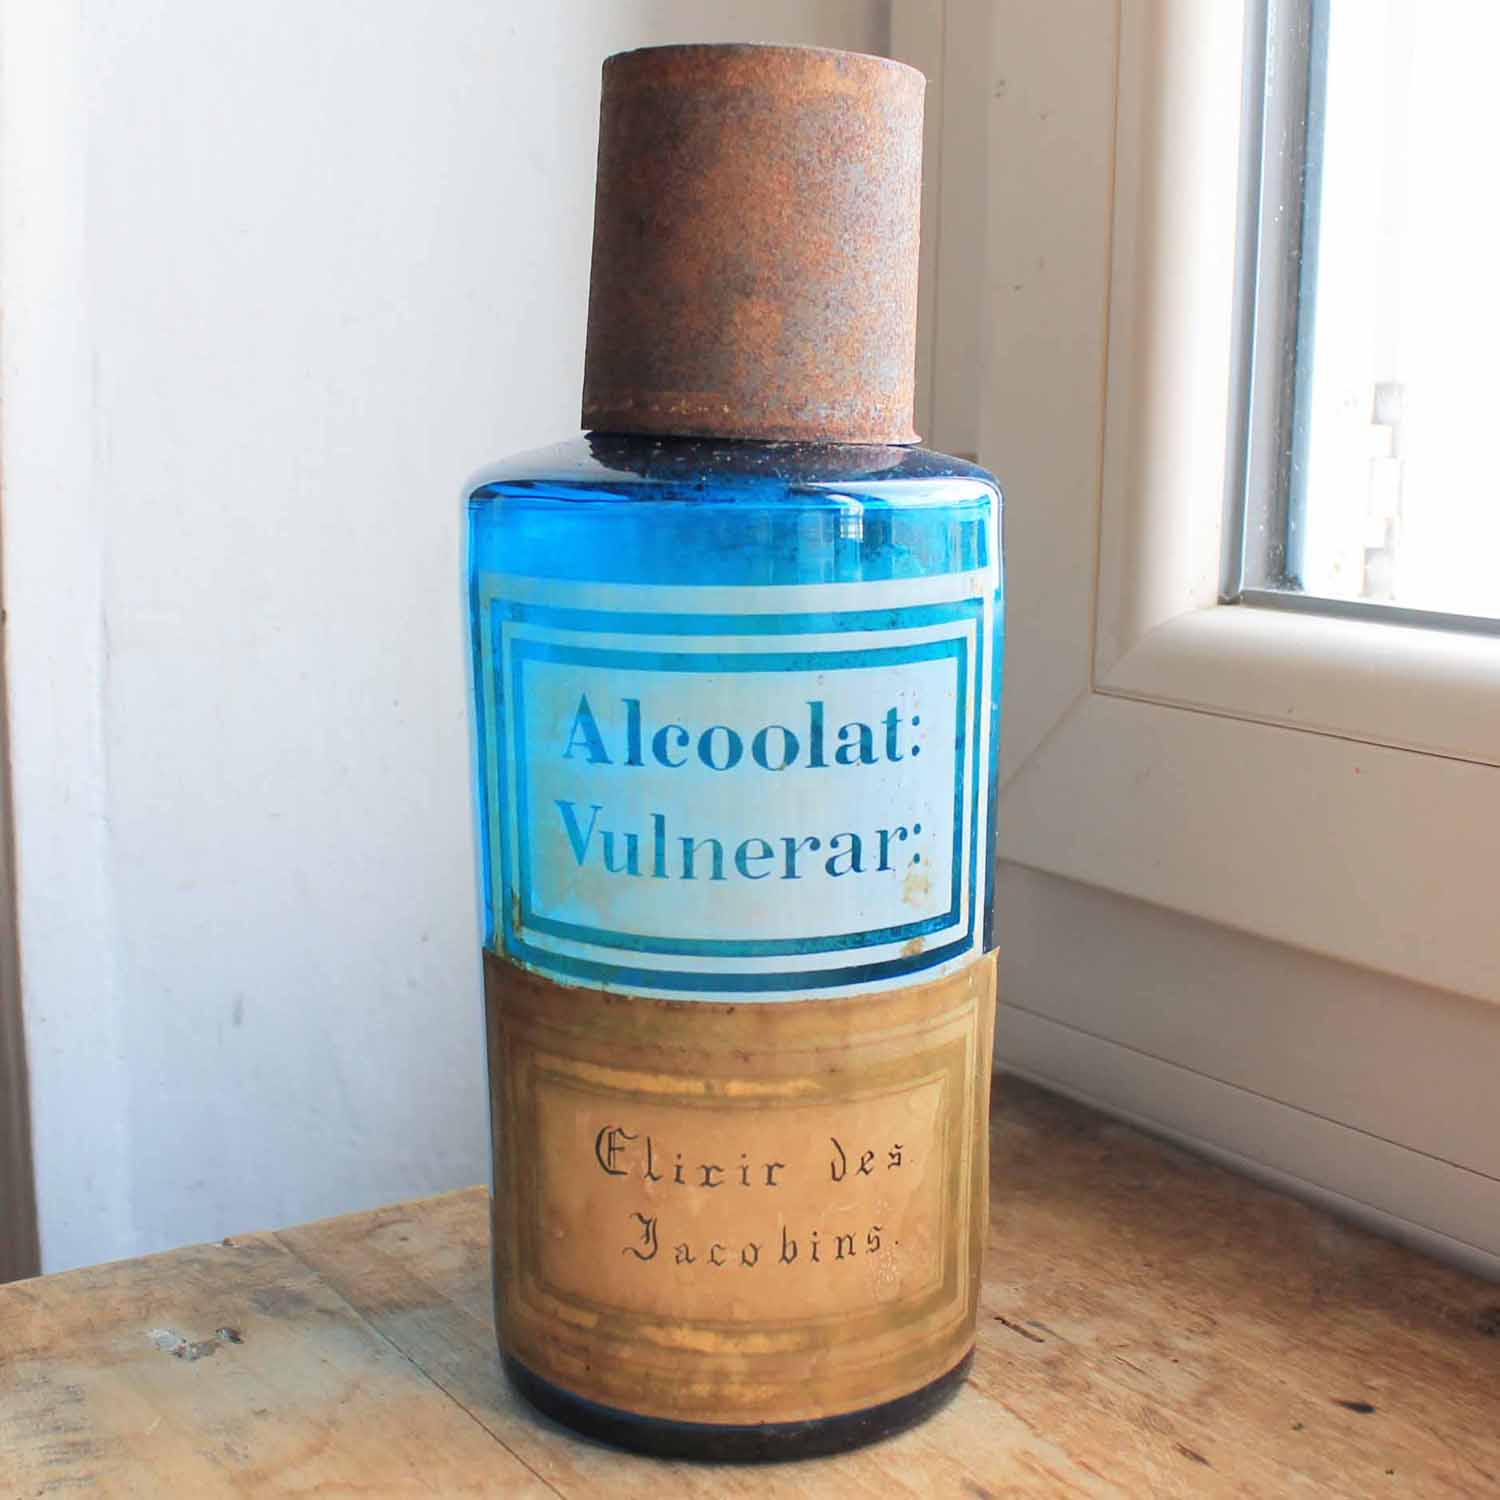 Alcoolat:
Vulnerar:
Elixir des
Jacobins.